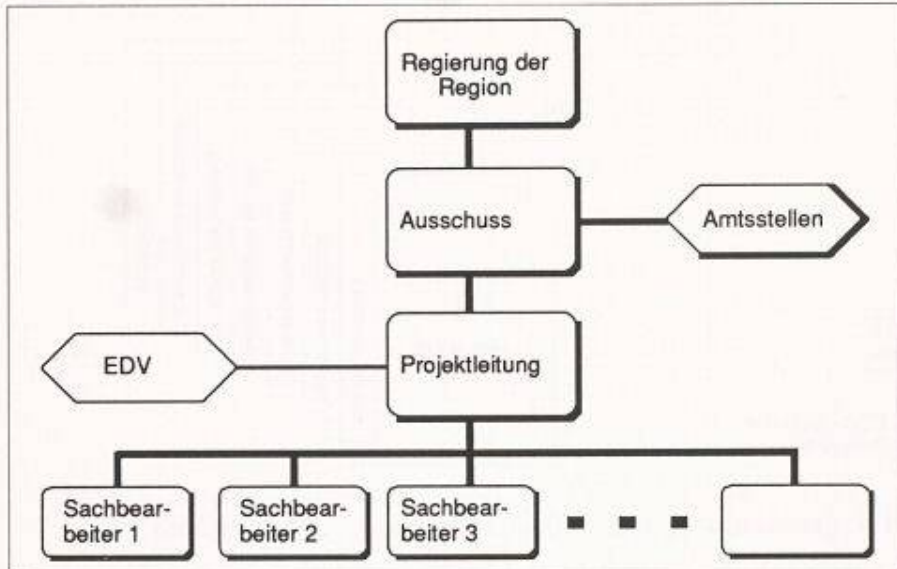 Regierung der
Region
Ausschuss
Amtsstellen
EDV
Projektleitung
Sachbear-
beiter 1
Sachbear-
beiter 2
Sachbear-
beiter 3